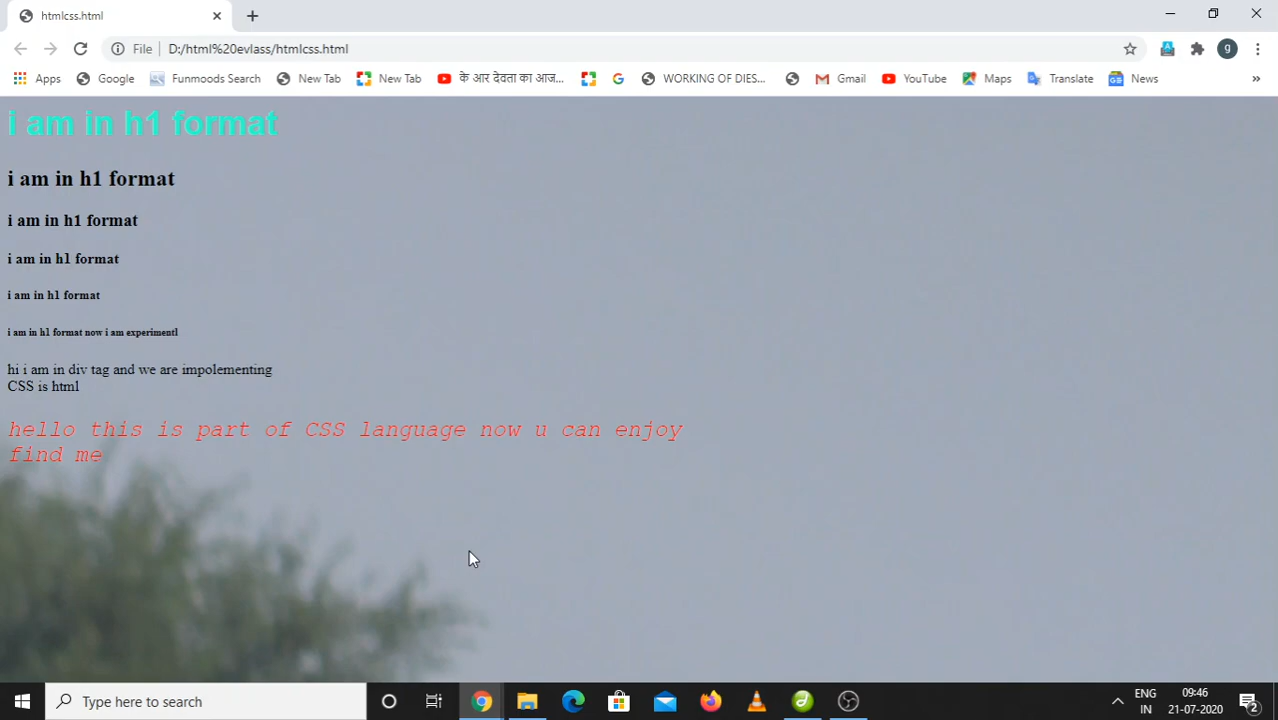 htmlcss.html
File D:/html%20evlass/htmlcss.html
g
Apps Google Funmoods Search New Tab New Tab के आर देवता का आज... G WORKING OF DIES... Gmail YouTube Maps Translate News »
i am in h1 format
i am in h1 format
i am in h1 format
i am in h1 format
i am in h1 format
i am in h1 format now i am experimentl
hi i am in div tag and we are impolementing
CSS is html
hello this is part of CSS language now u can enjoy
find me
Type here to search
ENG
IN
09:46
21-07-2020
2